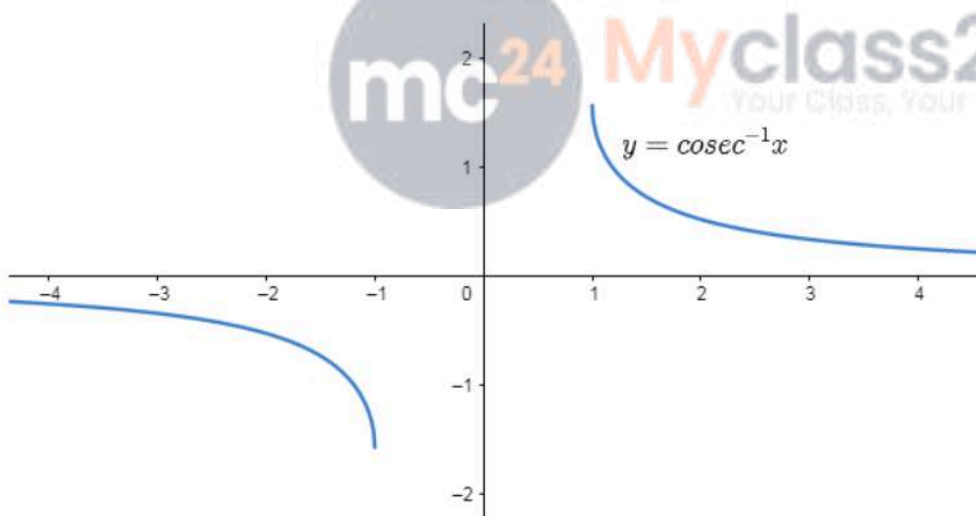 mc24 Myclass2
Your Class, Your
2
y = cosec⁻¹x
1
–4 –3 –2 –1 0 1 2 3 4
–1
–2